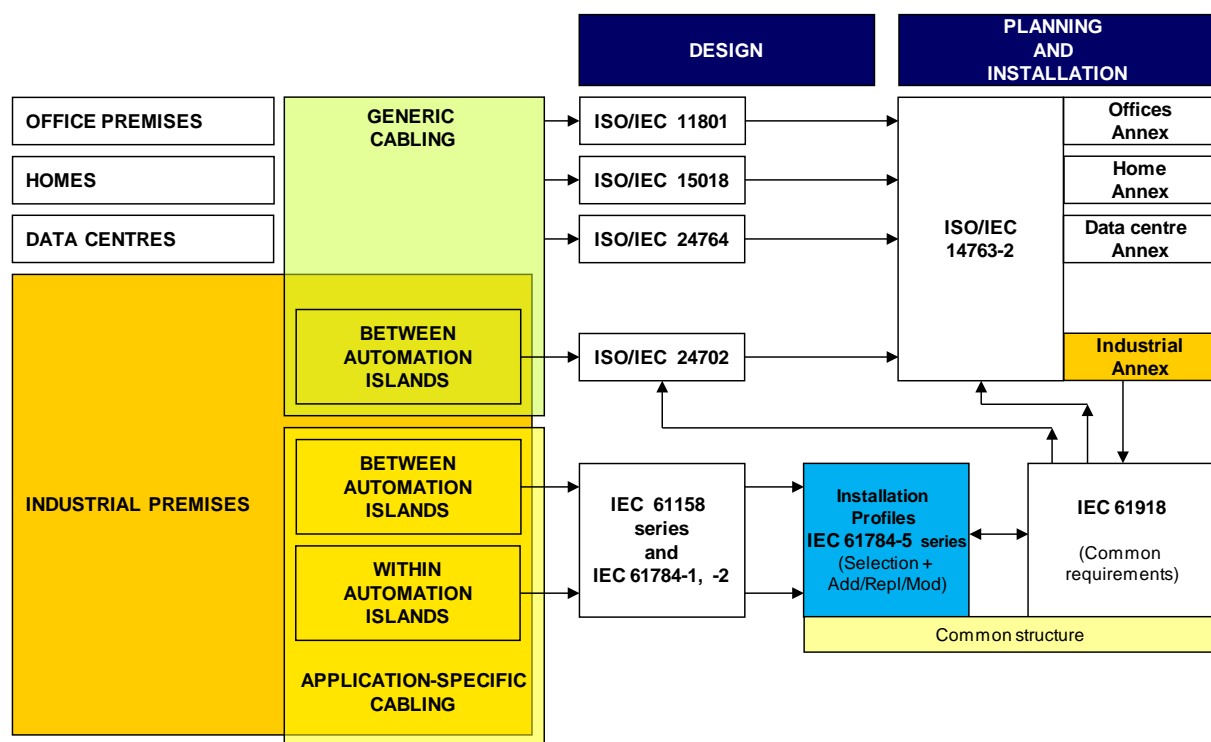 DESIGN
PLANNING
AND
INSTALLATION
OFFICE PREMISES
GENERIC
CABLING
ISO/IEC 11801
Offices
Annex
HOMES
ISO/IEC 15018
Home
Annex
DATA CENTRES
ISO/IEC 24764
ISO/IEC
14763-2
Data centre
Annex
BETWEEN
AUTOMATION
ISLANDS
ISO/IEC 24702
Industrial
Annex
INDUSTRIAL PREMISES
BETWEEN
AUTOMATION
ISLANDS
WITHIN
AUTOMATION
ISLANDS
APPLICATION-SPECIFIC
CABLING
IEC 61158
series
and
IEC 61784-1, -2
Installation
Profiles
IEC 61784-5 series
(Selection +
Add/Repl/Mod)
IEC 61918
(Common
requirements)
Common structure